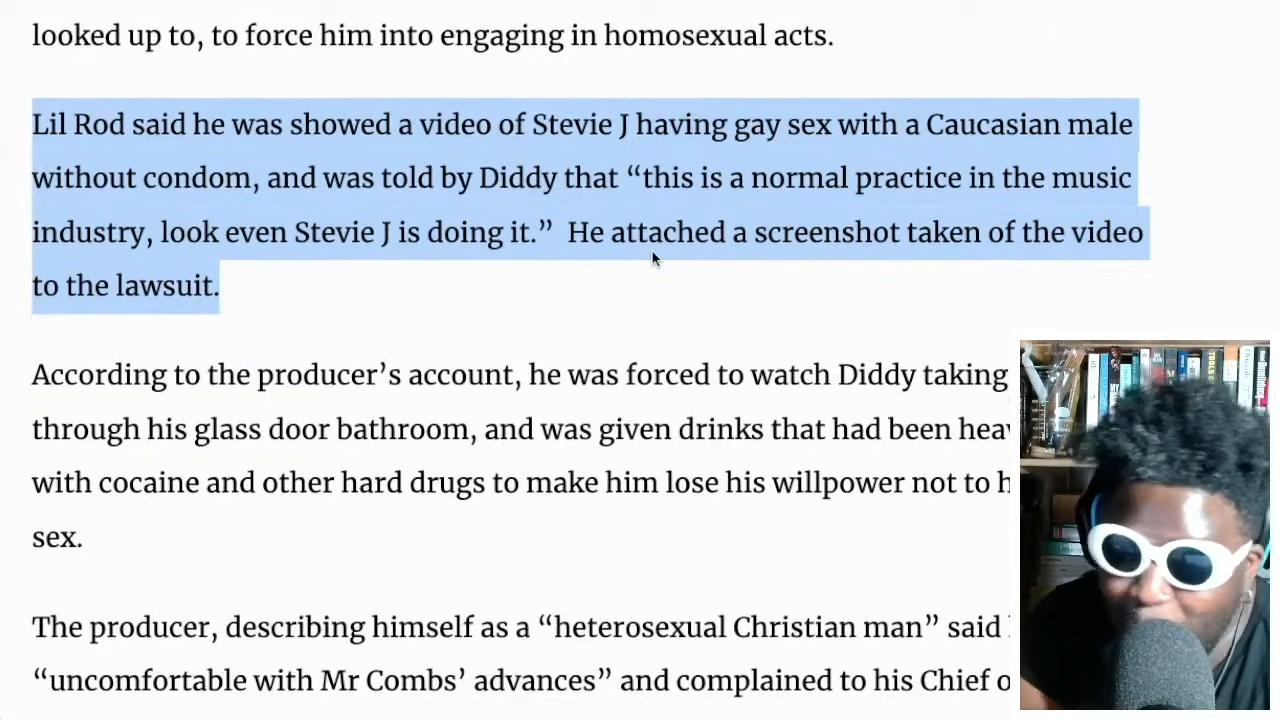 looked up to, to force him into engaging in homosexual acts.
Lil Rod said he was showed a video of Stevie J having gay sex with a Caucasian male
without condom, and was told by Diddy that “this is a normal practice in the music
industry, look even Stevie J is doing it.” He attached a screenshot taken of the video
to the lawsuit.
According to the producer’s account, he was forced to watch Diddy taking
through his glass door bathroom, and was given drinks that had been
with cocaine and other hard drugs to make him lose his willpower not to
sex.
The producer, describing himself as a “heterosexual Christian man” said
“uncomfortable with Mr Combs’ advances” and complained to his Chief